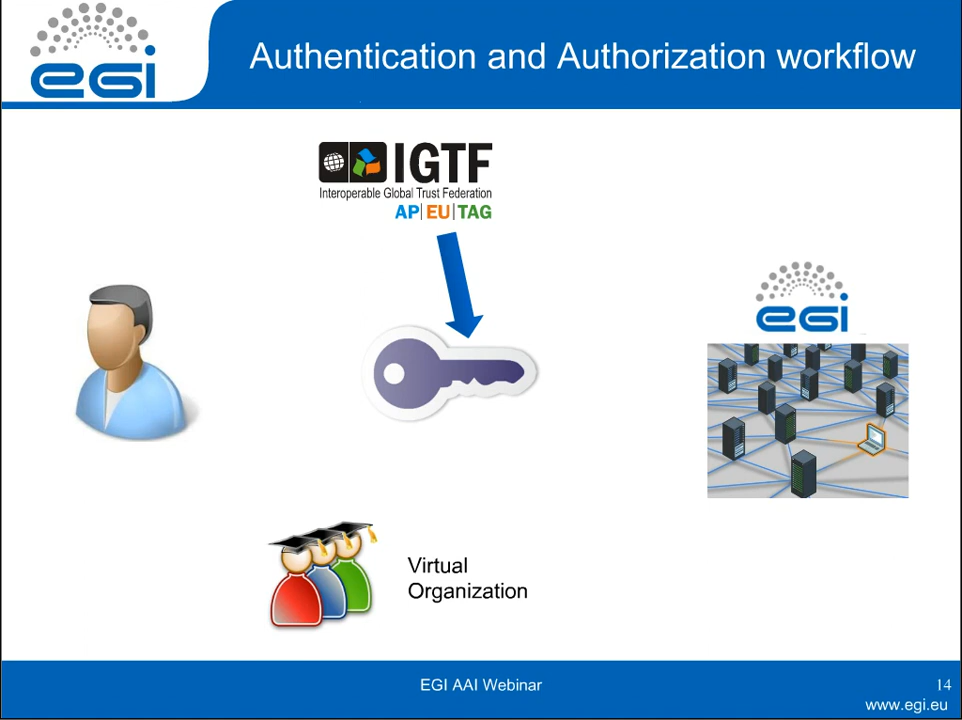 egi
Authentication and Authorization workflow
IGTF
Interoperable Global Trust Federation
AP|EU|TAG
egi
Virtual
Organization
EGI AAI Webinar
14
www.egi.eu